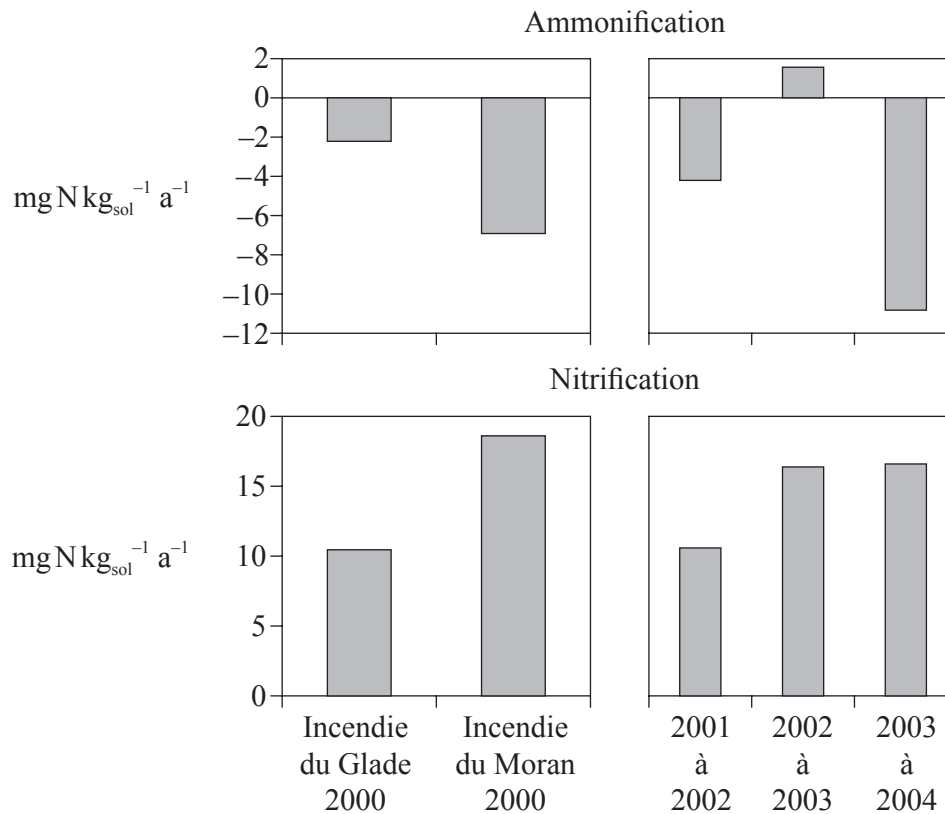 Ammonification
2
0
−2
−4
−6
−8
−10
−12
mg N kg_sol⁻¹ a⁻¹
Nitrification
20
15
10
5
0
mg N kg_sol⁻¹ a⁻¹
Incendie
du Glade
2000
Incendie
du Moran
2000
2001
à
2002
2002
à
2003
2003
à
2004